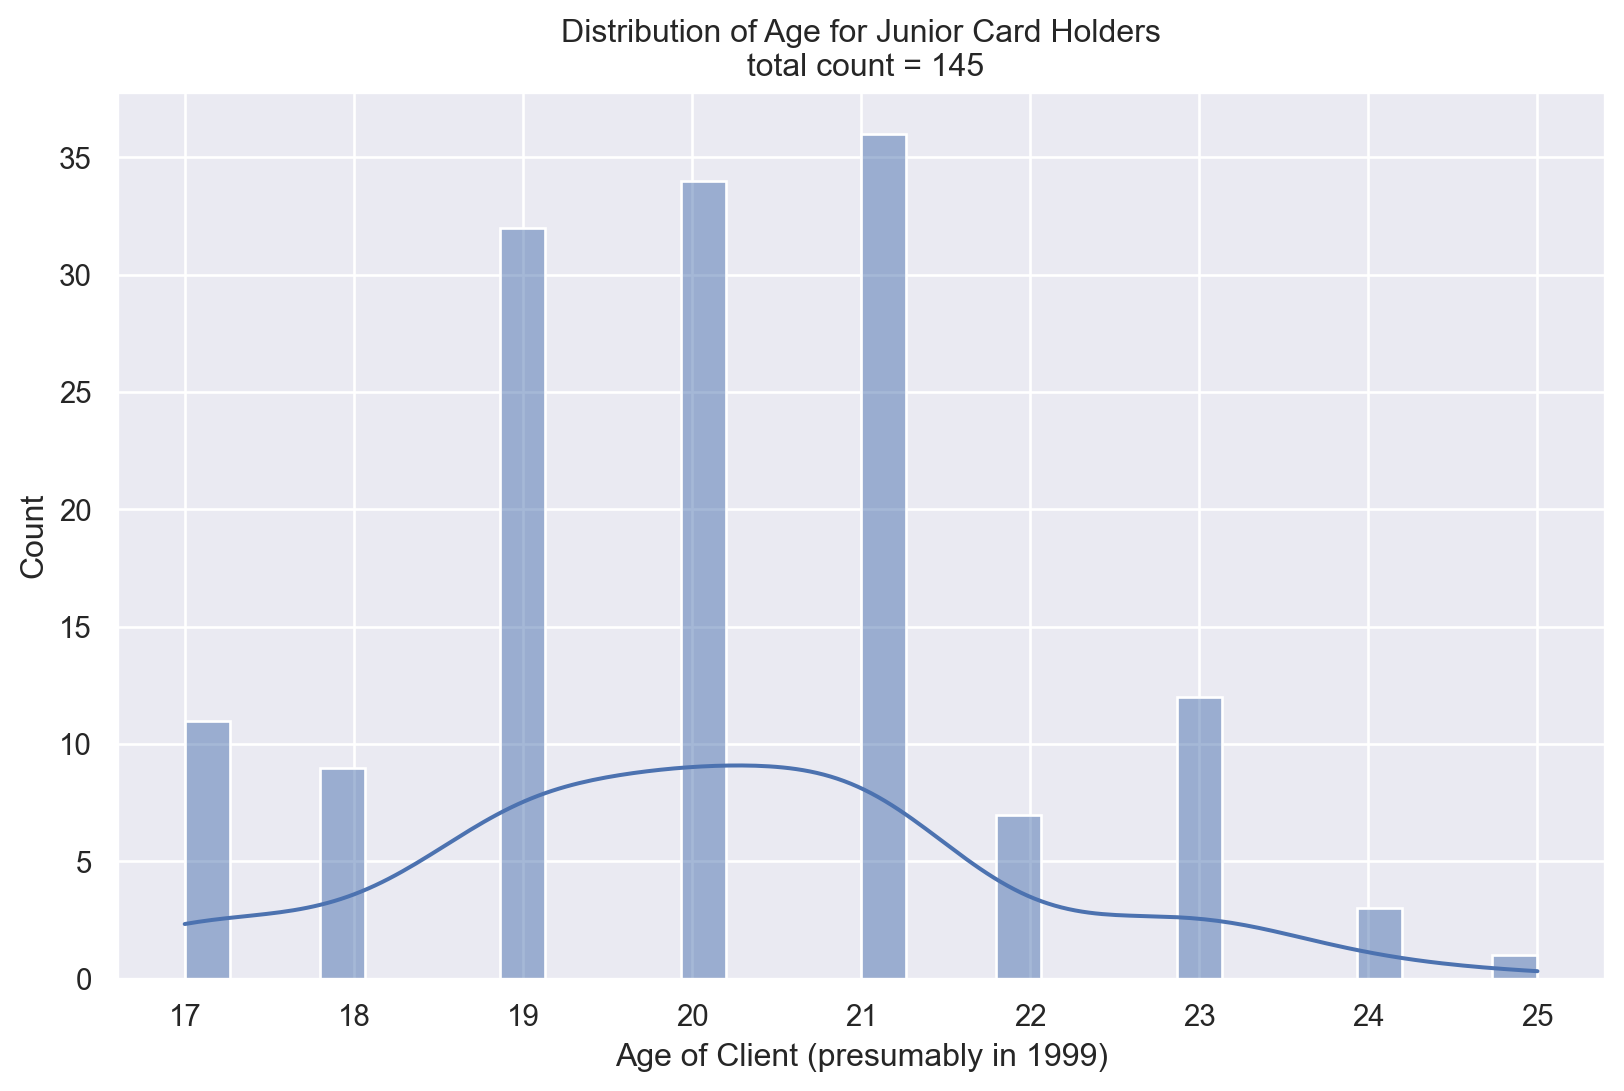 Distribution of Age for Junior Card Holders
total count = 145
35
30
25
20
15
10
5
0
Count
17 18 19 20 21 22 23 24 25
Age of Client (presumably in 1999)